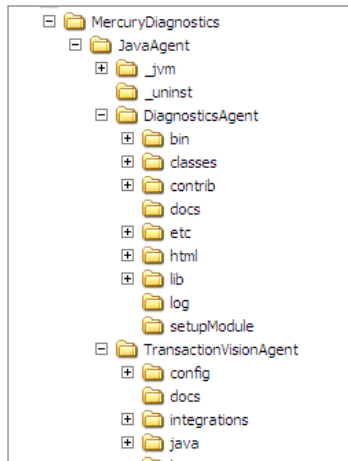 MercuryDiagnostics
JavaAgent
_jvm
_uninst
DiagnosticsAgent
bin
classes
contrib
docs
etc
html
lib
log
setupModule
TransactionVisionAgent
config
docs
integrations
java